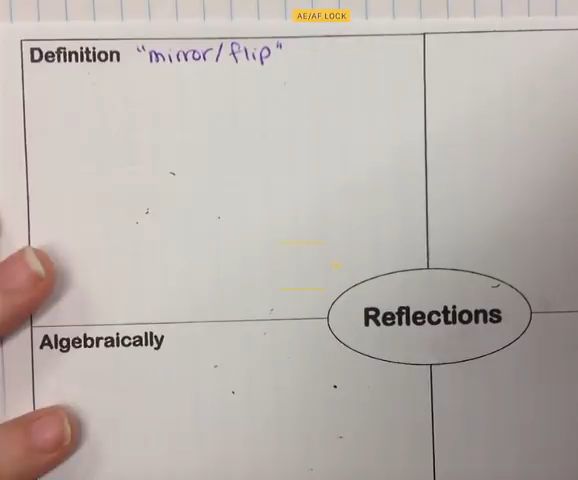 AE/AF LOCK
Definition "mirror/flip"
Reflections
Algebraically